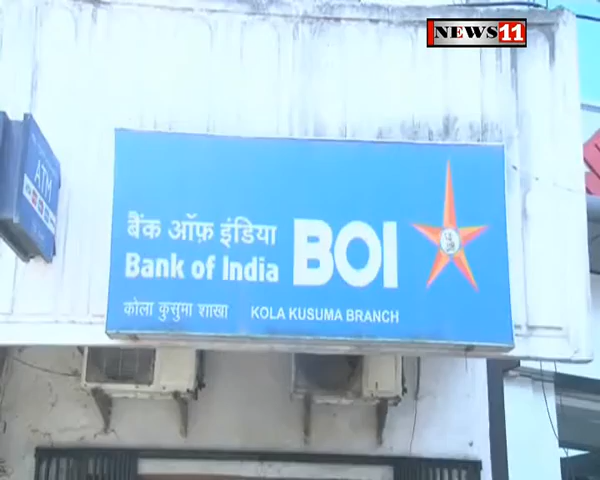 NEWS11
ATM
बैंक ऑफ़ इंडिया
Bank of India
BOI
कोला कुसुमा शाखा
KOLA KUSUMA BRANCH